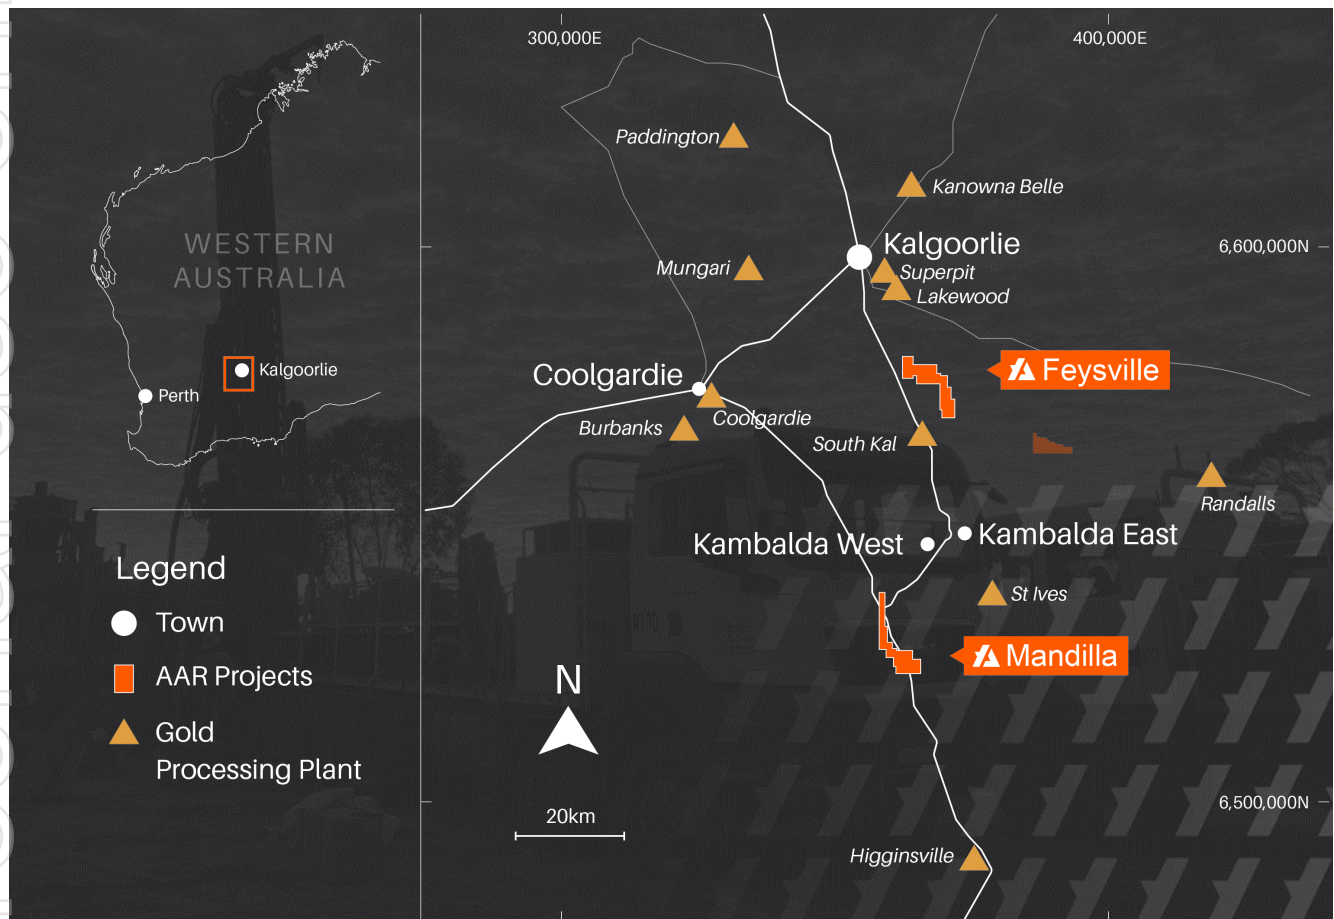 300,000E
400,000E
Paddington
Kanowna Belle
WESTERN
AUSTRALIA
Kalgoorlie
6,600,000N
Mungari
Superpit
Lakewood
Kalgoorlie
Perth
Coolgardie
Feysville
Coolgardie
Burbanks
South Kal
Randalls
Kambalda West
Kambalda East
St Ives
Mandilla
Legend
Town
AAR Projects
Gold
Processing Plant
N
20km
6,500,000N
Higginsville